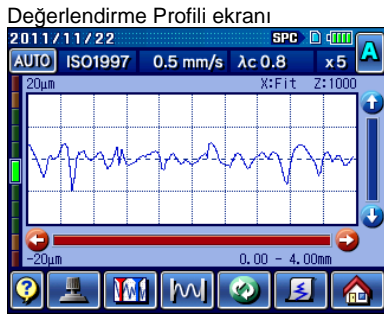 Değerlendirme Profili ekranı
2011/11/22 SPC
AUTO ISO1997 0.5 mm/s λc 0.8 x 5 A
20µm X:Fit Z:1000
-20µm 0.00 - 4.00mm
?